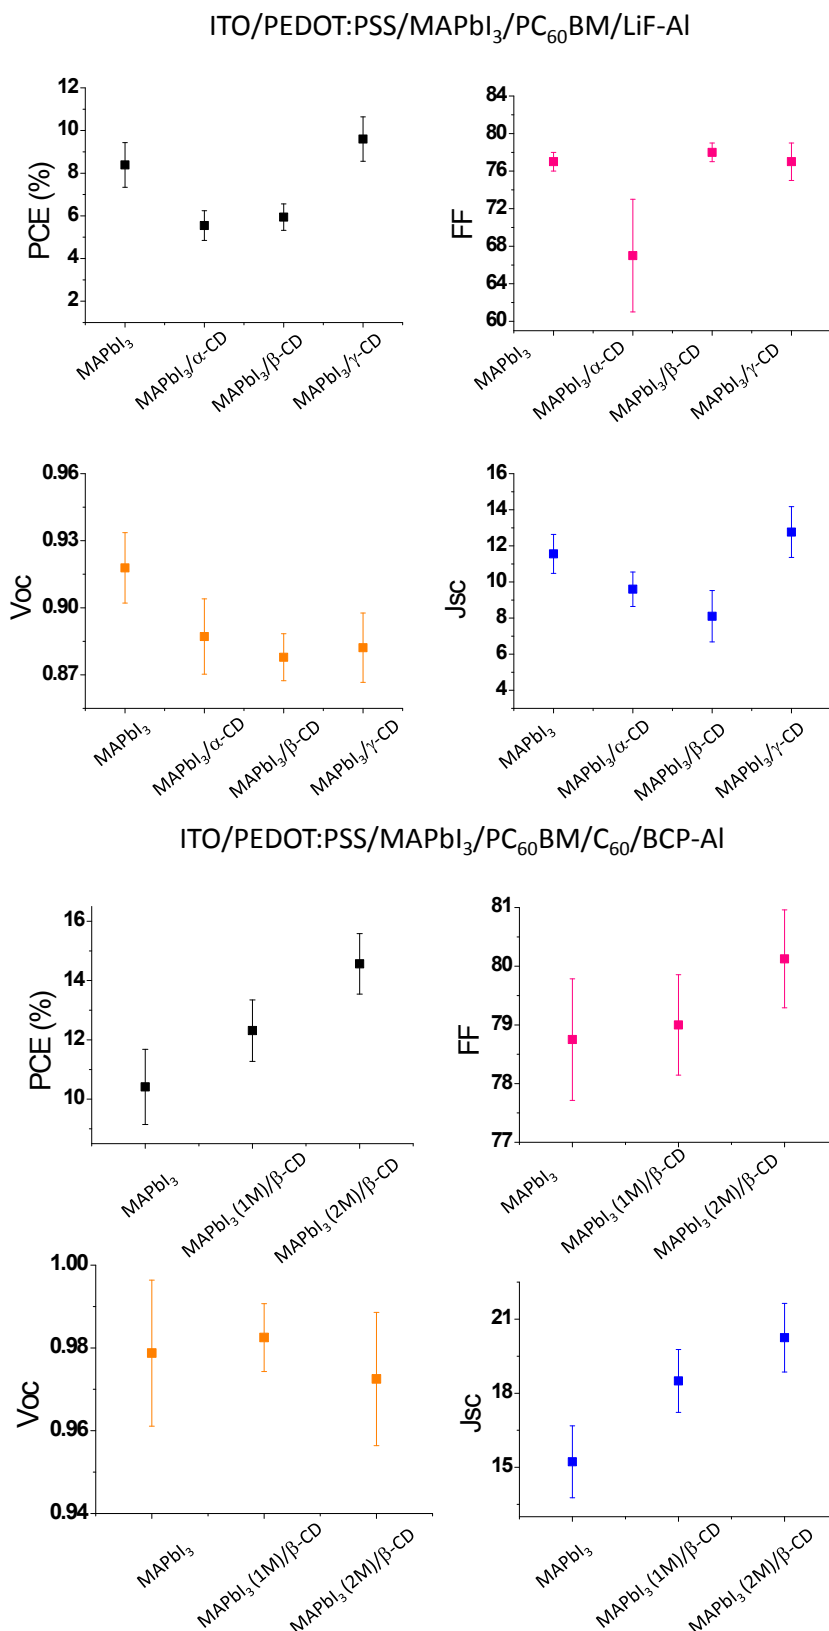 ITO/PEDOT:PSS/MAPbI₃/PC₆₀BM/LiF-Al
PCE (%)
12
10
8
6
4
2
MAPbI₃
MAPbI₃/α-CD
MAPbI₃/β-CD
MAPbI₃/γ-CD
FF
84
80
76
72
68
64
60
MAPbI₃
MAPbI₃/α-CD
MAPbI₃/β-CD
MAPbI₃/γ-CD
Voc
0.96
0.93
0.90
0.87
MAPbI₃
MAPbI₃/α-CD
MAPbI₃/β-CD
MAPbI₃/γ-CD
Jsc
16
14
12
10
8
6
4
MAPbI₃
MAPbI₃/α-CD
MAPbI₃/β-CD
MAPbI₃/γ-CD
ITO/PEDOT:PSS/MAPbI₃/PC₆₀BM/C₆₀/BCP-Al
PCE (%)
16
14
12
10
MAPbI₃
MAPbI₃ (1M)/β-CD
MAPbI₃ (2M)/β-CD
FF
81
80
79
78
77
MAPbI₃
MAPbI₃ (1M)/β-CD
MAPbI₃ (2M)/β-CD
Voc
1.00
0.98
0.96
0.94
MAPbI₃
MAPbI₃ (1M)/β-CD
MAPbI₃ (2M)/β-CD
Jsc
21
18
15
MAPbI₃
MAPbI₃ (1M)/β-CD
MAPbI₃ (2M)/β-CD